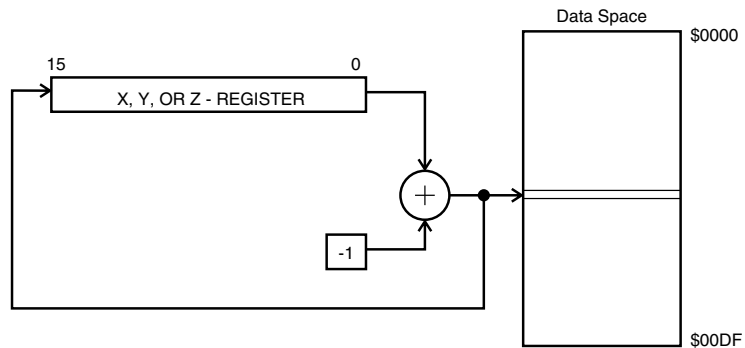 Data Space
$0000
15 0
X, Y, OR Z - REGISTER
+
-1
$00DF